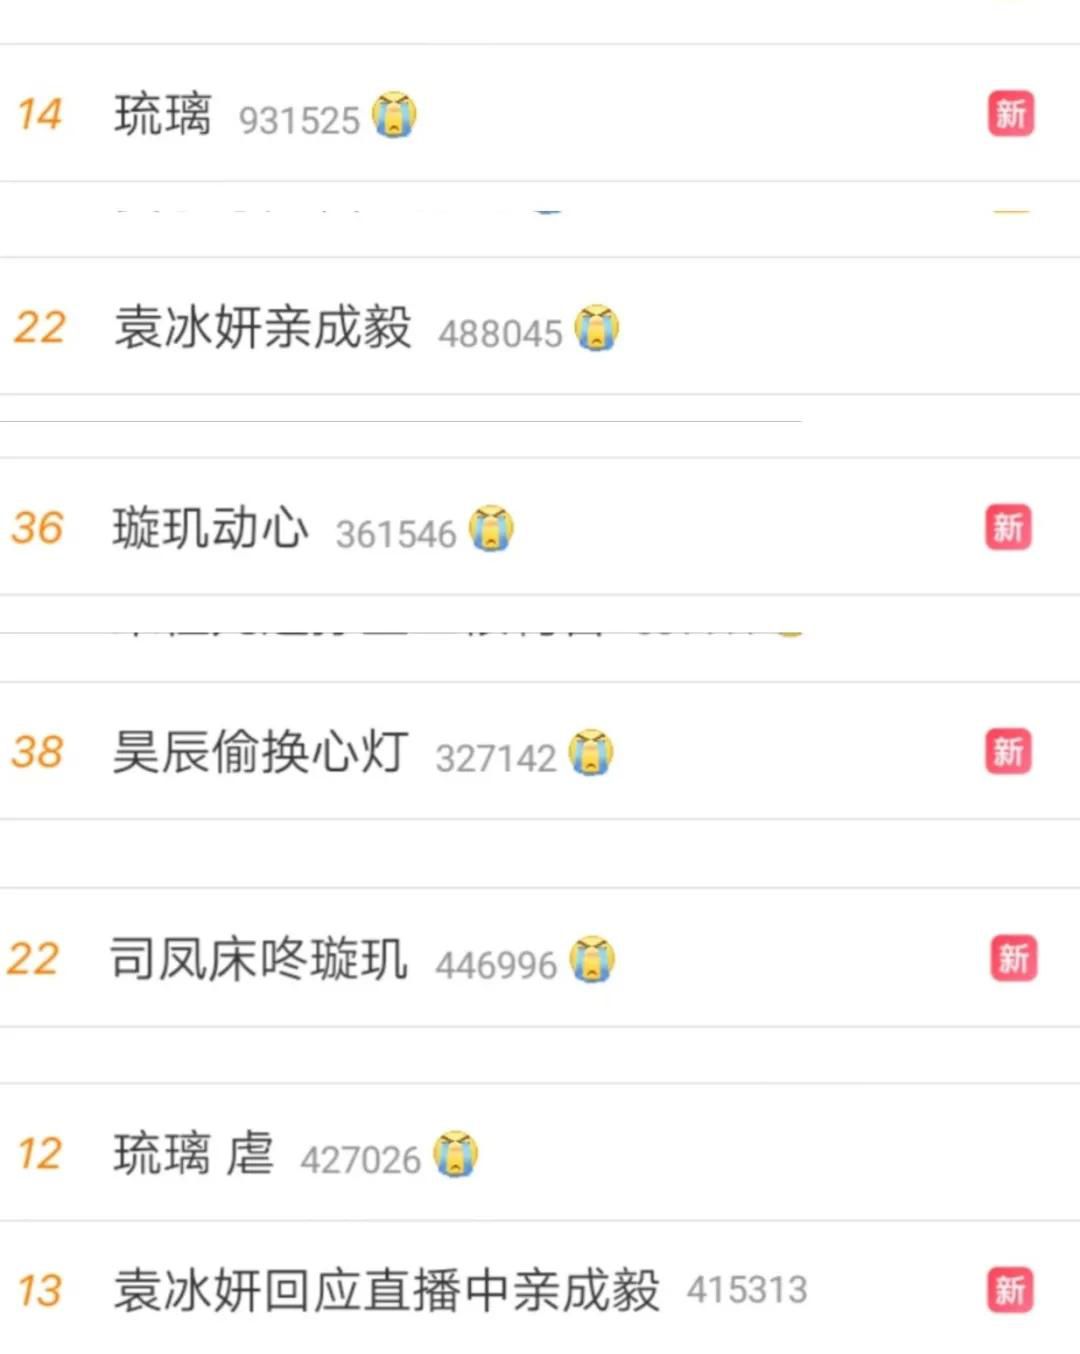 14 琉璃 931525 新
22 袁冰妍亲成毅 488045
36 璇玑动心 361546 新
38 昊辰偷换心灯 327142 新
22 司凤床咚璇玑 446996 新
12 琉璃 虐 427026
13 袁冰妍回应直播中亲成毅 415313 新